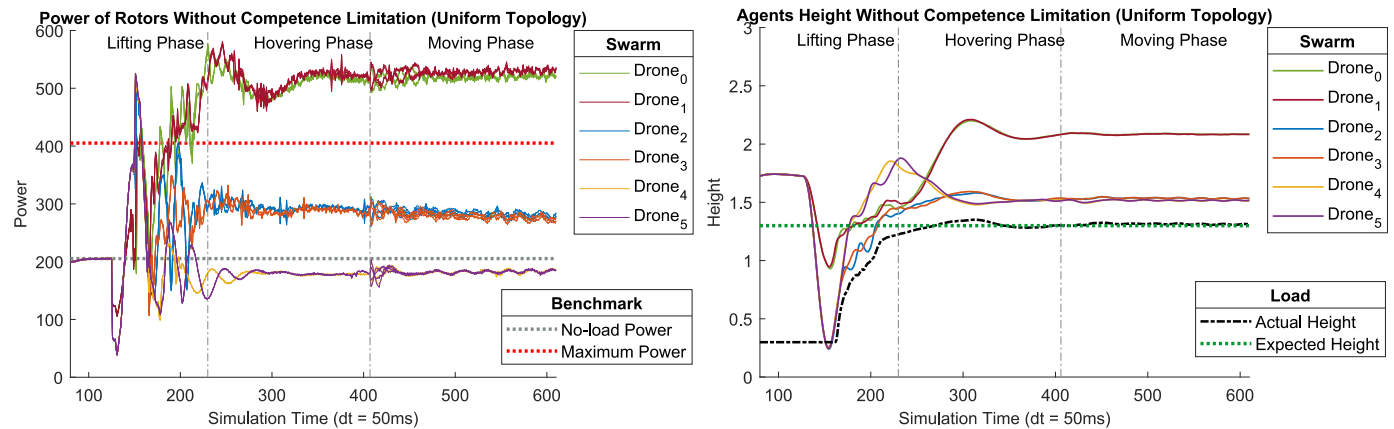 Power of Rotors Without Competence Limitation (Uniform Topology)
600
500
400
300
200
100
0
Power
Lifting Phase
Hovering Phase
Moving Phase
100
200
300
400
500
600
Simulation Time (dt = 50ms)
Swarm
Drone0
Drone1
Drone2
Drone3
Drone4
Drone5
Benchmark
No-load Power
Maximum Power
Agents Height Without Competence Limitation (Uniform Topology)
3
2.5
2
1.5
1
0.5
0
Height
Lifting Phase
Hovering Phase
Moving Phase
100
200
300
400
500
600
Simulation Time (dt = 50ms)
Swarm
Drone0
Drone1
Drone2
Drone3
Drone4
Drone5
Load
Actual Height
Expected Height